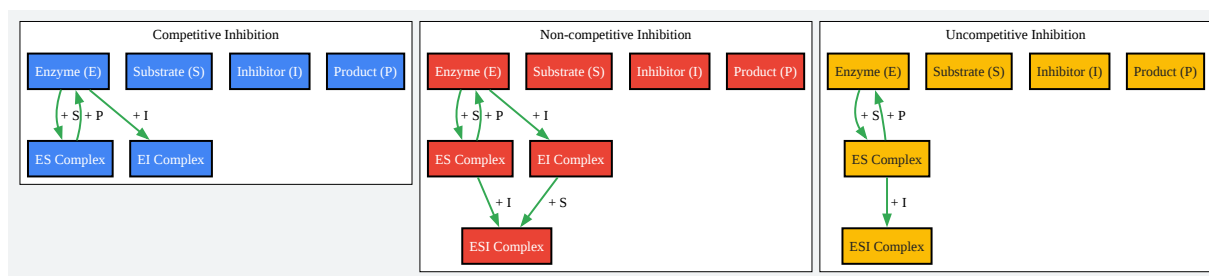 Competitive Inhibition
Enzyme (E)
Substrate (S)
Inhibitor (I)
Product (P)
+ S
+ P
+ I
ES Complex
EI Complex
Non-competitive Inhibition
Enzyme (E)
Substrate (S)
Inhibitor (I)
Product (P)
+ S
+ P
+ I
ES Complex
EI Complex
+ I
+ S
ESI Complex
Uncompetitive Inhibition
Enzyme (E)
Substrate (S)
Inhibitor (I)
Product (P)
+ S
+ P
ES Complex
+ I
ESI Complex